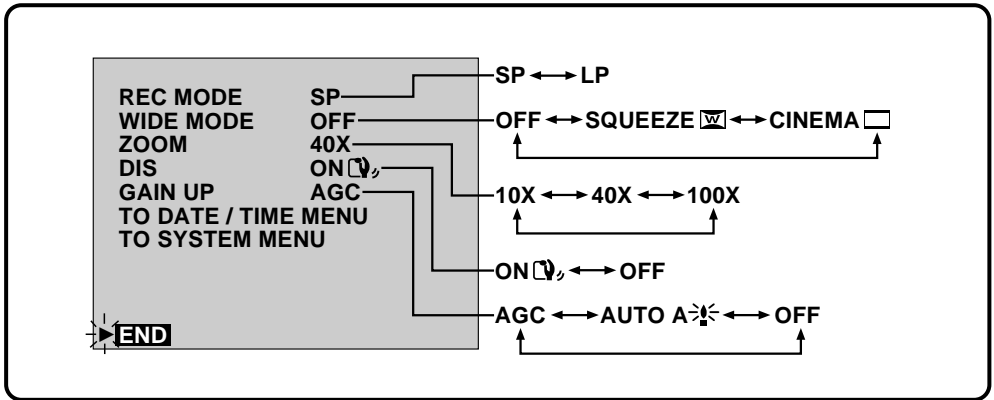 REC MODE SP
WIDE MODE OFF
ZOOM 40X
DIS ON
GAIN UP AGC
TO DATE / TIME MENU
TO SYSTEM MENU
END
SP LP
OFF SQUEEZE W CINEMA
10X 40X 100X
ON OFF
AGC AUTO A OFF